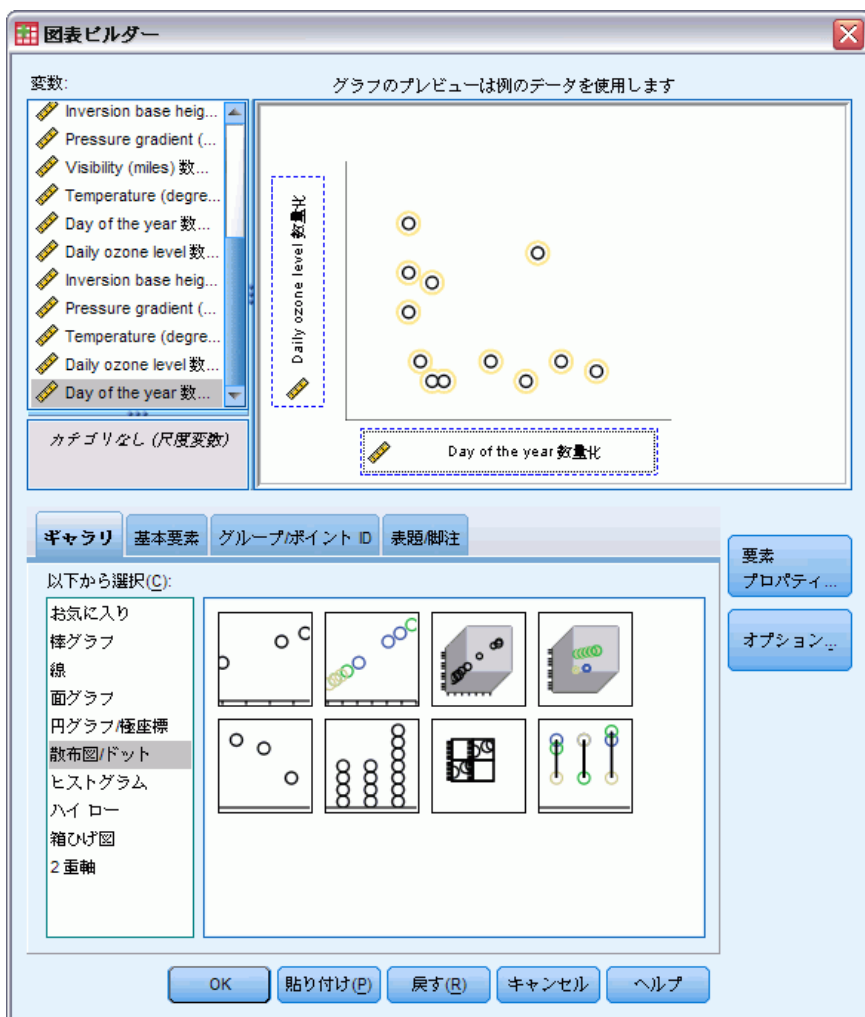 図表ビルダー
変数:
グラフのプレビューは例のデータを使用します
Inversion base heig...
Pressure gradient (...
Visibility (miles) 数...
Temperature (degre...
Day of the year 数...
Daily ozone level 数...
Inversion base heig...
Pressure gradient (...
Temperature (degre...
Daily ozone level 数...
Day of the year 数...
カテゴリなし (尺度変数)
Daily ozone level 数量化
Day of the year 数量化
ギャラリ
基本要素
グループ/ポイント ID
表題/脚注
以下から選択(C):
お気に入り
棒グラフ
線
面グラフ
円グラフ/極座標
散布図/ドット
ヒストグラム
ハイ ロー
箱ひげ図
2 重軸
要素
プロパティ...
オプション...
OK
貼り付け(P)
戻す(R)
キャンセル
ヘルプ